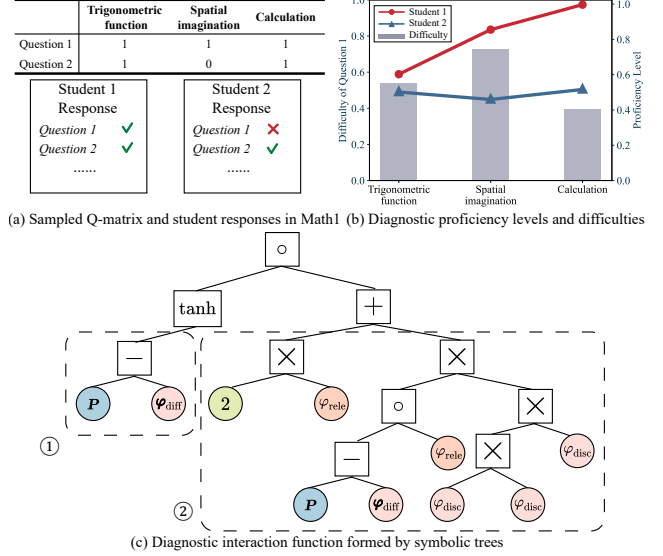 Trigonometric function Spatial imagination Calculation
Question 1 1 1 1
Question 2 1 0 1
Student 1
Response
Question 1 ✓
Question 2 ✓
......
Student 2
Response
Question 1 ✗
Question 2 ✓
......
(a) Sampled Q-matrix and student responses in Math1
Student 1
Student 2
Difficulty
Difficulty of Question 1
1.0
0.8
0.6
0.4
0.2
0.0
Proficiency Level
1.0
0.8
0.6
0.4
0.2
0.0
Trigonometric
function
Spatial
imagination
Calculation
(b) Diagnostic proficiency levels and difficulties
∘
tanh +
− × ×
P φdiff 2 φrele ∘ ×
①
− φrele × φdisc
② P φdiff φdisc φdisc
(c) Diagnostic interaction function formed by symbolic trees